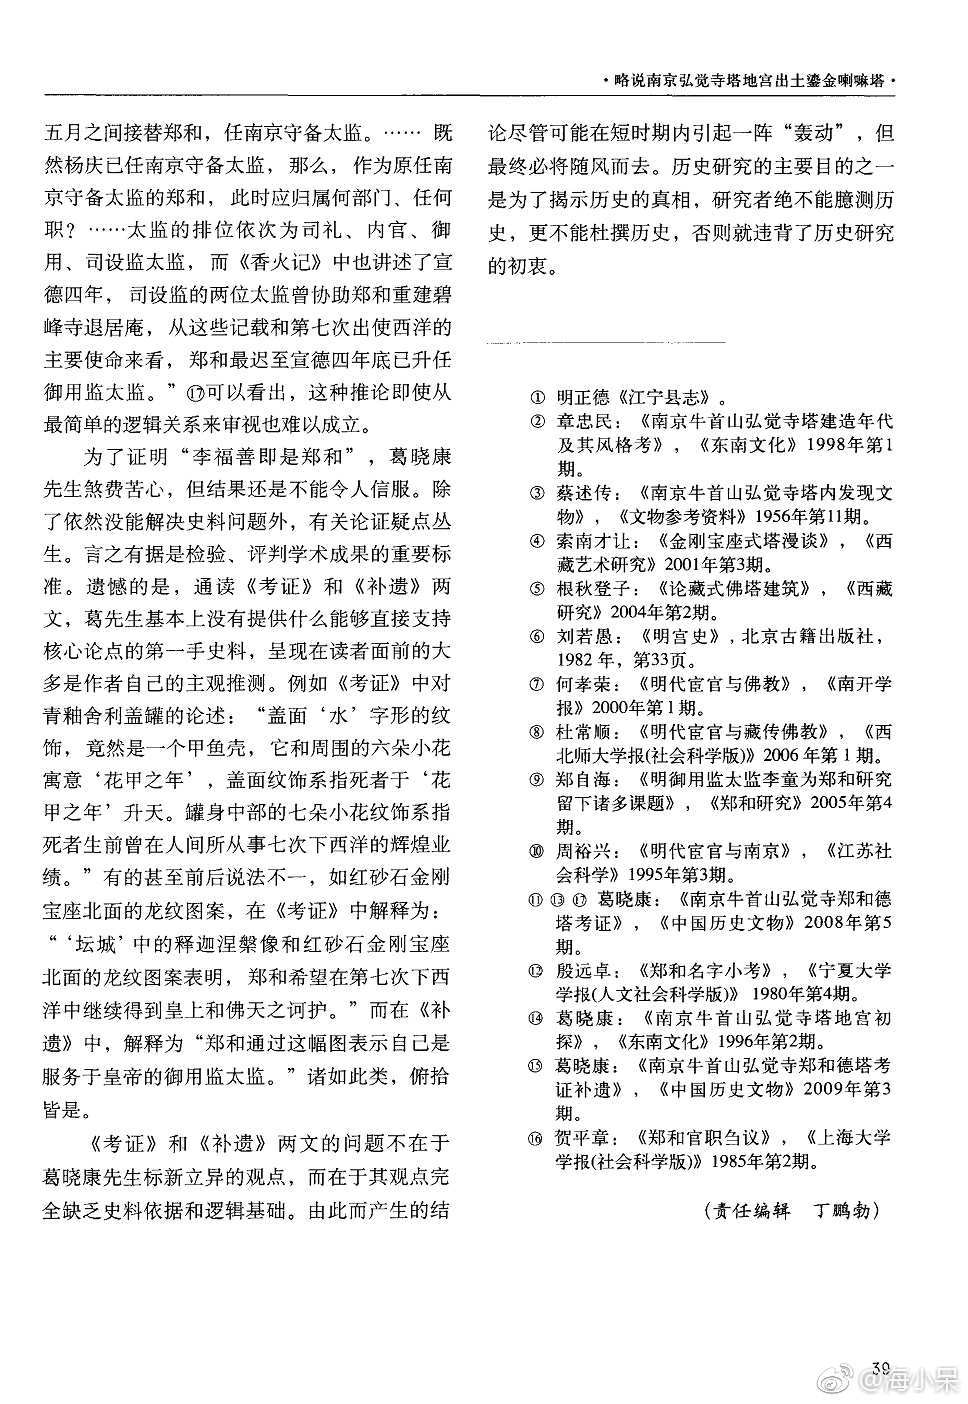 ·略说南京弘觉寺塔地宫出土鎏金喇嘛塔·
五月之间接替郑和，任南京守备太监。…… 既
然杨庆已任南京守备太监，那么，作为原任南
京守备太监的郑和，此时应归属何部门、任何
职？……太监的排位依次为司礼、内官、御
用、司设监太监，而《香火记》中也讲述了宣
德四年，司设监的两位太监曾协助郑和重建碧
峰寺退居庵，从这些记载和第七次出使西洋的
主要使命来看，郑和最迟至宣德四年底已升任
御用监太监。”⑰可以看出，这种推论即使从
最简单的逻辑关系来审视也难以成立。
为了证明“李福善即是郑和”，葛晓康
先生煞费苦心，但结果还是不能令人信服。除
了依然没能解决史料问题外，有关论证疑点丛
生。言之有据是检验、评判学术成果的重要标
准。遗憾的是，通读《考证》和《补遗》两
文，葛先生基本上没有提供什么能够直接支持
核心论点的第一手史料，呈现在读者面前的大
多是作者自己的主观推测。例如《考证》中对
青釉舍利盖罐的论述：“盖面‘水’字形的纹
饰，竟然是一个甲鱼壳，它和周围的六朵小花
寓意‘花甲之年’，盖面纹饰系指死者于‘花
甲之年’升天。罐身中部的七朵小花纹饰系指
死者生前曾在人间所从事七次下西洋的辉煌业
绩。”有的甚至前后说法不一，如红砂石金刚
宝座北面的龙纹图案，在《考证》中解释为：
“‘坛城’中的释迦涅槃像和红砂石金刚宝座
北面的龙纹图案表明，郑和希望在第七次下西
洋中继续得到皇上和佛天之诃护。”而在《补
遗》中，解释为“郑和通过这幅图表示自己是
服务于皇帝的御用监太监。”诸如此类，俯拾
皆是。
《考证》和《补遗》两文的问题不在于
葛晓康先生标新立异的观点，而在于其观点完
全缺乏史料依据和逻辑基础。由此而产生的结
论尽管可能在短时期内引起一阵“轰动”，但
最终必将随风而去。历史研究的主要目的之一
是为了揭示历史的真相，研究者绝不能臆测历
史，更不能杜撰历史，否则就违背了历史研究
的初衷。
① 明正德《江宁县志》。
② 章忠民：《南京牛首山弘觉寺塔建造年代
及其风格考》，《东南文化》1998年第1
期。
③ 蔡述传：《南京牛首山弘觉寺塔内发现文
物》，《文物参考资料》1956年第11期。
④ 索南才让：《金刚宝座式塔漫谈》，《西
藏艺术研究》2001年第3期。
⑤ 根秋登子：《论藏式佛塔建筑》，《西藏
研究》2004年第2期。
⑥ 刘若愚：《明宫史》，北京古籍出版社，
1982 年，第33页。
⑦ 何孝荣：《明代宦官与佛教》，《南开学
报》2000年第1期。
⑧ 杜常顺：《明代宦官与藏传佛教》，《西
北师大学报(社会科学版)》2006 年第 1 期。
⑨ 郑自海：《明御用监太监李童为郑和研究
留下诸多课题》，《郑和研究》2005年第4
期。
⑩ 周裕兴：《明代宦官与南京》，《江苏社
会科学》1995年第3期。
⑪ ⑬ ⑰ 葛晓康：《南京牛首山弘觉寺郑和德
塔考证》，《中国历史文物》2008年第5
期。
⑫ 殷远卓：《郑和名字小考》，《宁夏大学
学报(人文社会科学版)》 1980年第4期。
⑭ 葛晓康：《南京牛首山弘觉寺塔地宫初
探》，《东南文化》1996年第2期。
⑮ 葛晓康：《南京牛首山弘觉寺郑和德塔考
证补遗》，《中国历史文物》2009年第3
期。
⑯ 贺平章：《郑和官职刍议》，《上海大学
学报(社会科学版)》1985年第2期。
（责任编辑 丁鹏勃）
39
@海小呆